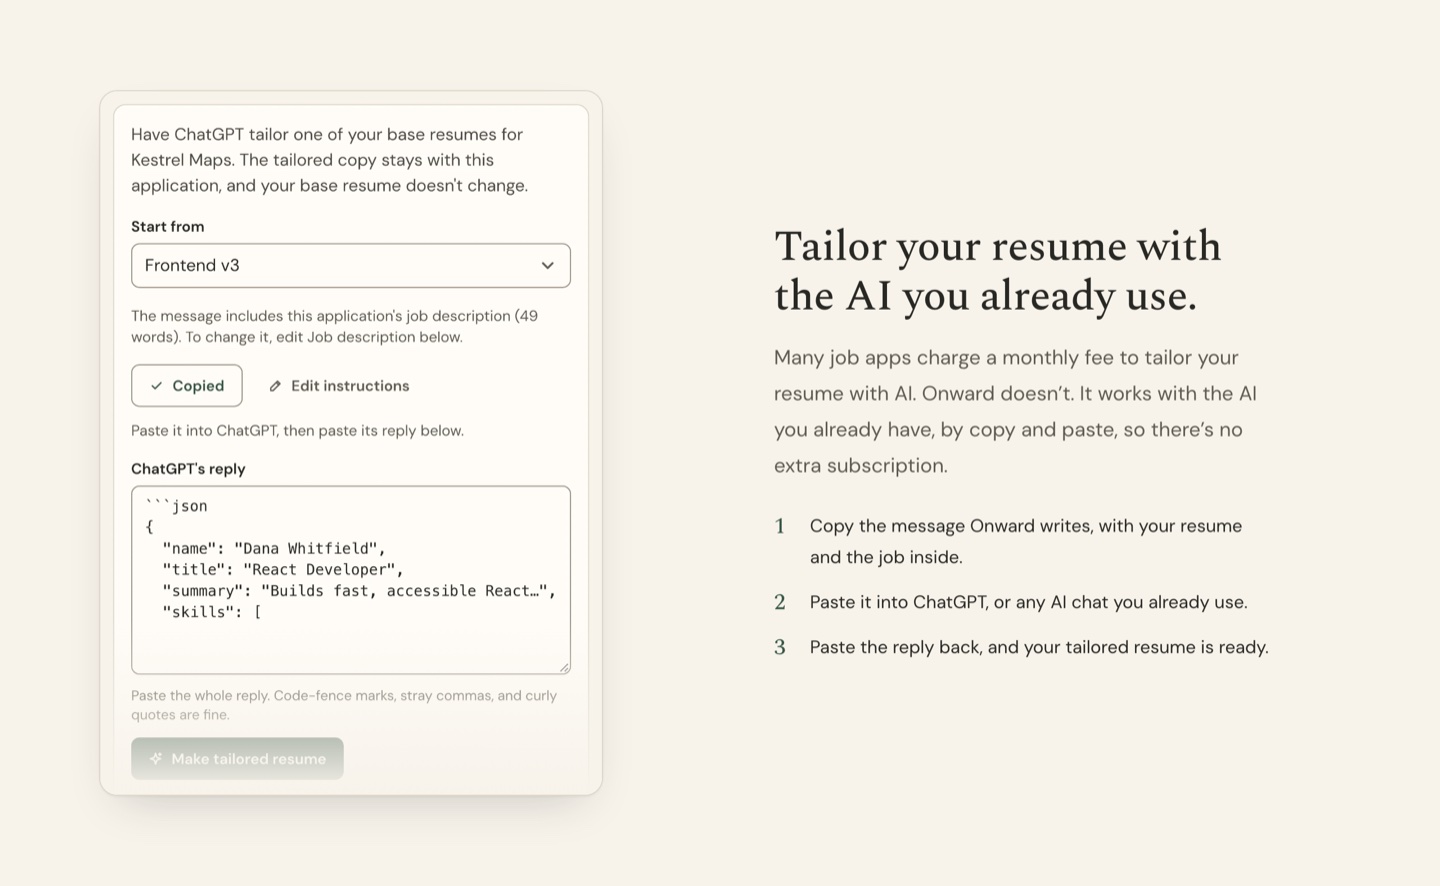 Have ChatGPT tailor one of your base resumes for
Kestrel Maps. The tailored copy stays with this
application, and your base resume doesn't change.
Start from
Frontend v3
The message includes this application's job description (49
words). To change it, edit Job description below.
Copied
Edit instructions
Paste it into ChatGPT, then paste its reply below.
ChatGPT's reply
```json
{
  "name": "Dana Whitfield",
  "title": "React Developer",
  "summary": "Builds fast, accessible React…",
  "skills": [
Paste the whole reply. Code-fence marks, stray commas, and curly
quotes are fine.
Make tailored resume
Tailor your resume with
the AI you already use.
Many job apps charge a monthly fee to tailor your
resume with AI. Onward doesn’t. It works with the AI
you already have, by copy and paste, so there’s no
extra subscription.
1 Copy the message Onward writes, with your resume
and the job inside.
2 Paste it into ChatGPT, or any AI chat you already use.
3 Paste the reply back, and your tailored resume is ready.